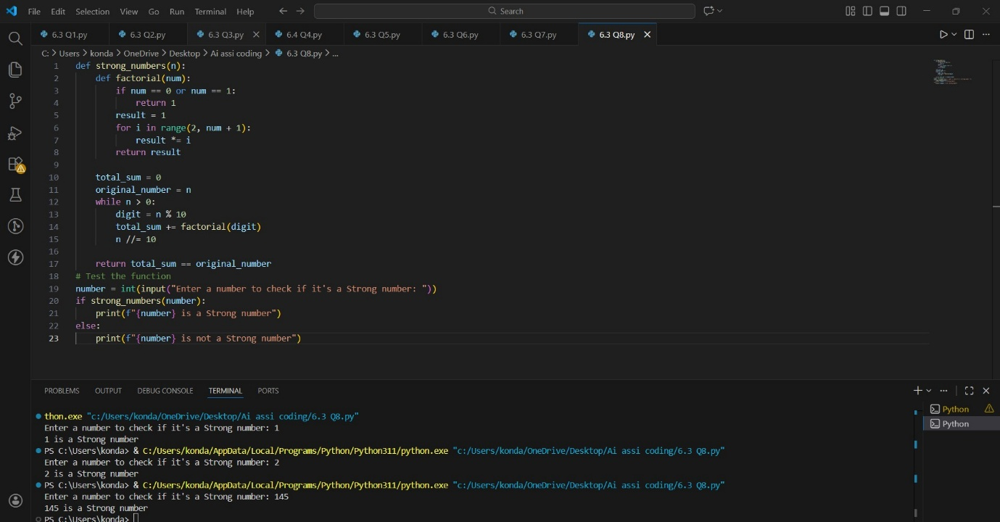 File Edit Selection View Go Run Terminal Help
Search
6.3 Q1.py 6.3 Q2.py 6.3 Q3.py 6.4 Q4.py 6.3 Q5.py 6.3 Q6.py 6.3 Q7.py 6.3 Q8.py
C: > Users > konda > OneDrive > Desktop > Ai assi coding > 6.3 Q8.py > ...
1 def strong_numbers(n):
2     def factorial(num):
3         if num == 0 or num == 1:
4             return 1
5         result = 1
6         for i in range(2, num + 1):
7             result *= i
8         return result
9
10     total_sum = 0
11     original_number = n
12     while n > 0:
13         digit = n % 10
14         total_sum += factorial(digit)
15         n //= 10
16
17     return total_sum == original_number
18 # Test the function
19 number = int(input("Enter a number to check if it's a Strong number: "))
20 if strong_numbers(number):
21     print(f"{number} is a Strong number")
22 else:
23     print(f"{number} is not a Strong number")
PROBLEMS OUTPUT DEBUG CONSOLE TERMINAL PORTS
thon.exe "c:/Users/konda/OneDrive/Desktop/Ai assi coding/6.3 Q8.py"
Enter a number to check if it's a Strong number: 1
1 is a Strong number
PS C:\Users\konda> & C:/Users/konda/AppData/Local/Programs/Python/Python311/python.exe "c:/Users/konda/OneDrive/Desktop/Ai assi coding/6.3 Q8.py"
Enter a number to check if it's a Strong number: 2
2 is a Strong number
PS C:\Users\konda> & C:/Users/konda/AppData/Local/Programs/Python/Python311/python.exe "c:/Users/konda/OneDrive/Desktop/Ai assi coding/6.3 Q8.py"
Enter a number to check if it's a Strong number: 145
145 is a Strong number
PS C:\Users\konda>
Python
Python